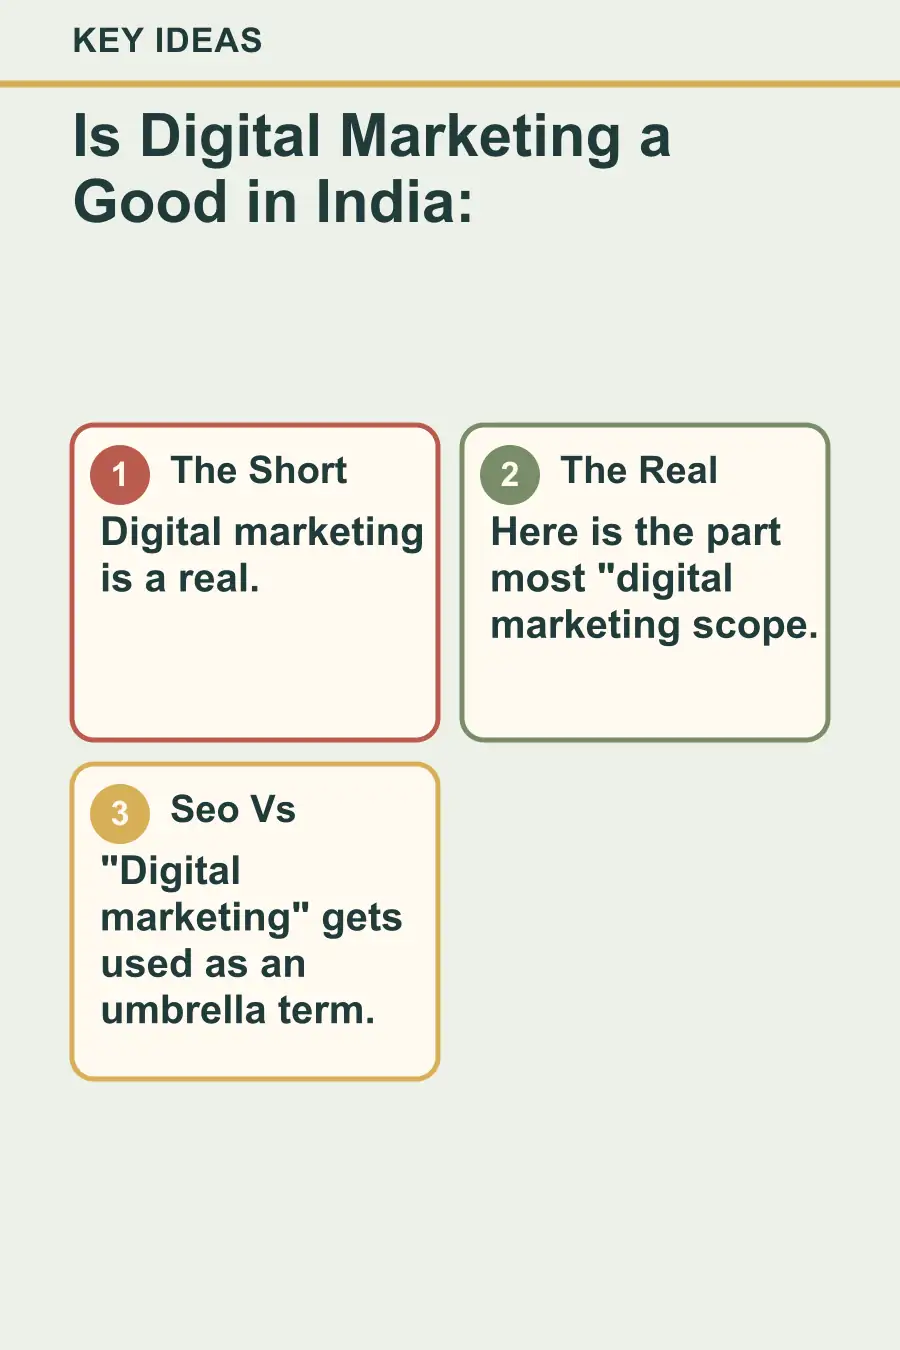 KEY IDEAS
Is Digital Marketing a
Good in India:
1 The Short
Digital marketing
is a real.
2 The Real
Here is the part
most "digital
marketing scope.
3 Seo Vs
"Digital
marketing" gets
used as an
umbrella term.